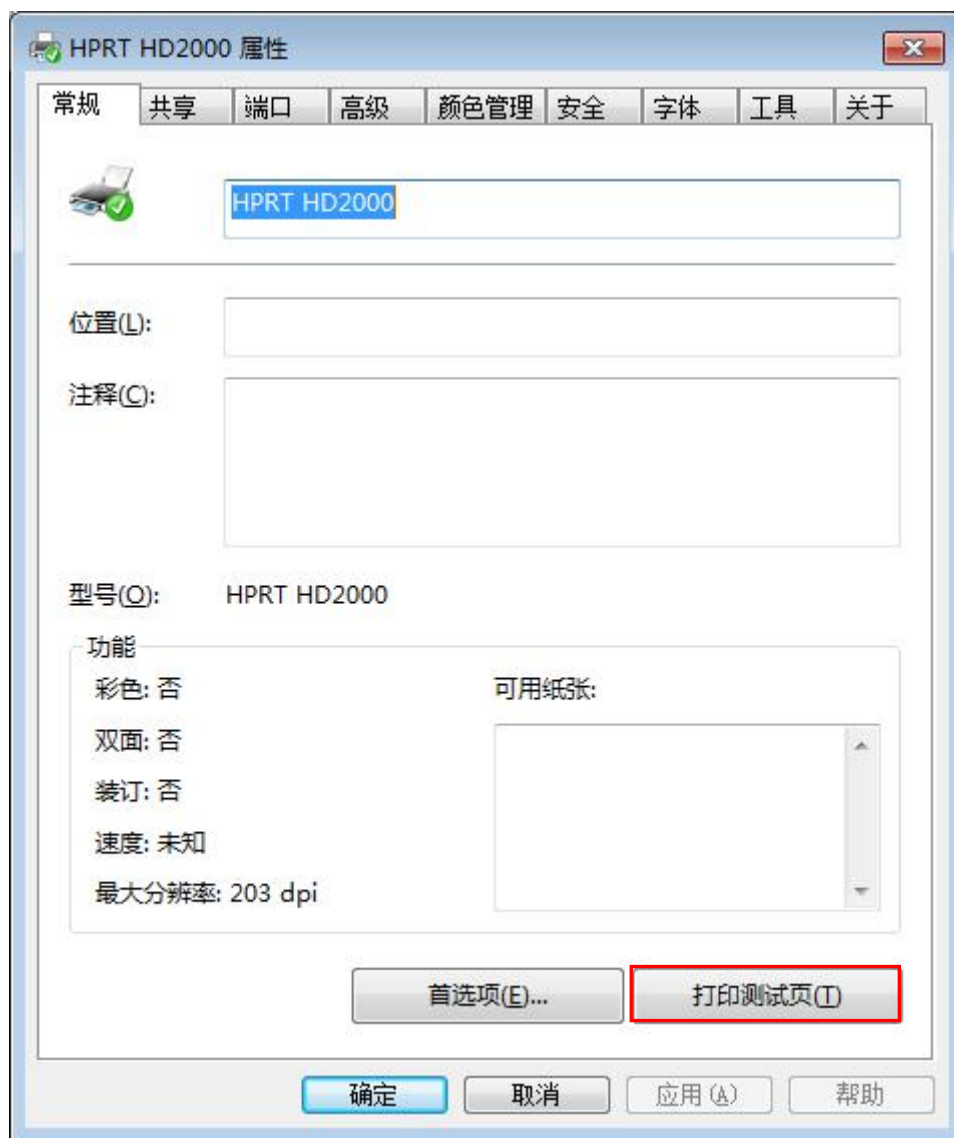 HPRT HD2000 属性
常规 共享 端口 高级 颜色管理 安全 字体 工具 关于
HPRT HD2000
位置(L):
注释(C):
型号(O): HPRT HD2000
功能
彩色: 否 可用纸张:
双面: 否
装订: 否
速度: 未知
最大分辨率: 203 dpi
首选项(E)... 打印测试页(T)
确定 取消 应用(A) 帮助